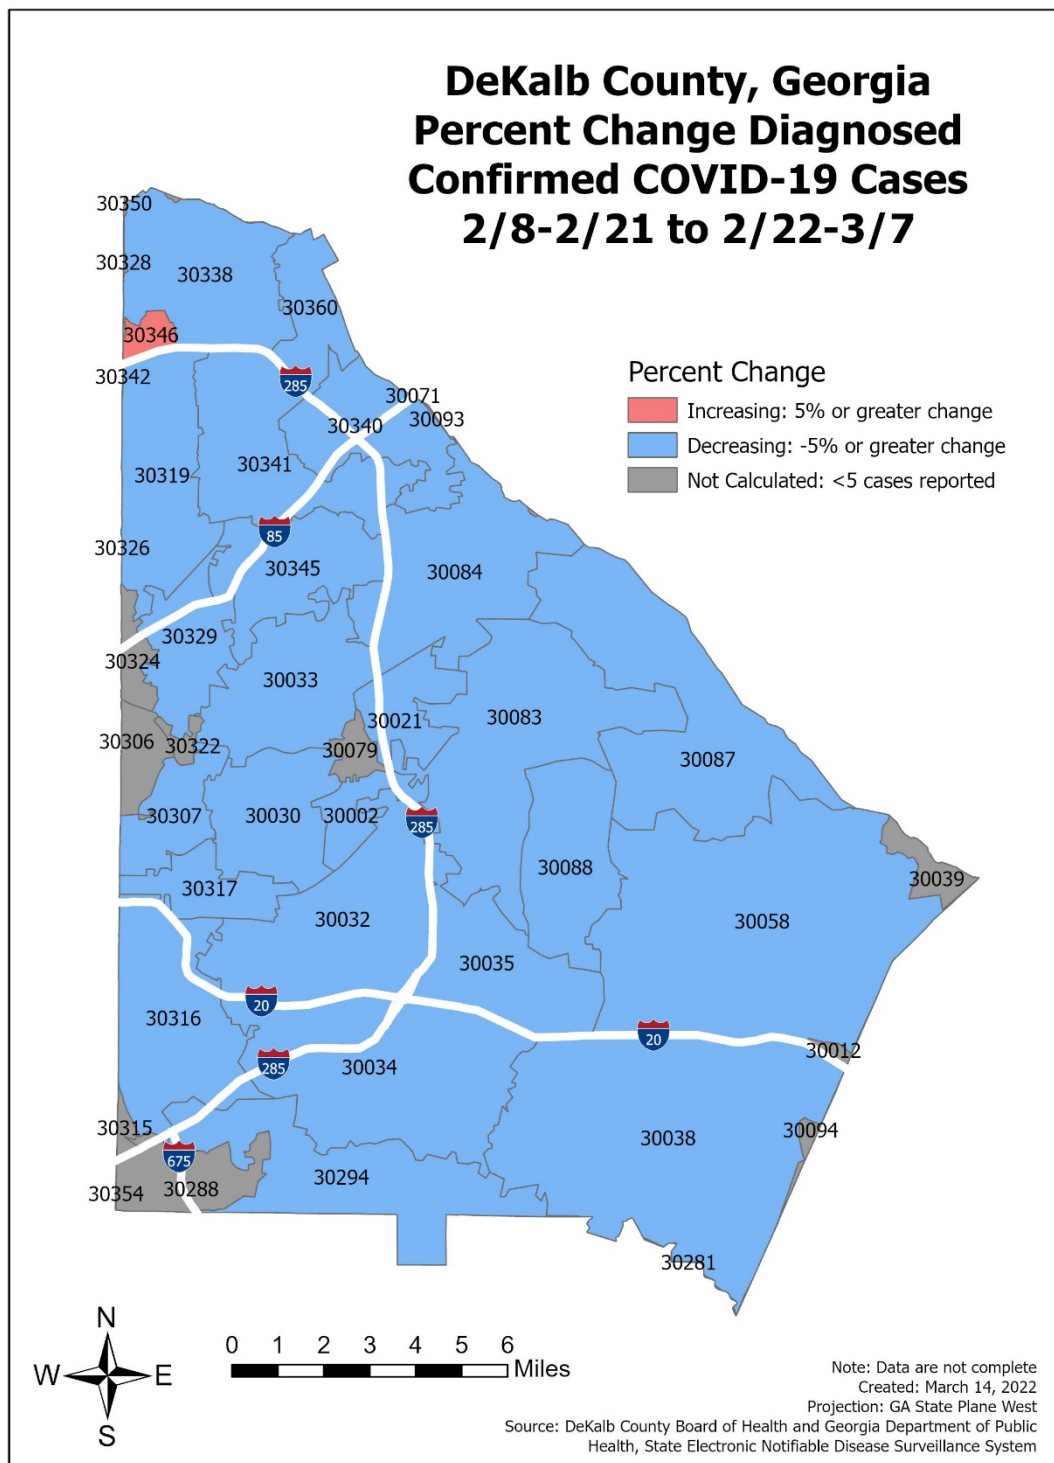 DeKalb County, Georgia
Percent Change Diagnosed
Confirmed COVID-19 Cases
2/8-2/21 to 2/22-3/7
30350
30328
30338
30360
30346
30342
285
30071
30093
30340
30341
30319
85
30326
30345
30084
30329
30324
30033
30021
30083
30306
30322
30079
30087
30307
30030
30002
285
30088
30039
30317
30032
30058
30035
20
30316
20
30012
285
30034
30315
30038
30094
675
30294
30354
30288
30281
Percent Change
Increasing: 5% or greater change
Decreasing: -5% or greater change
Not Calculated: <5 cases reported
N
W
E
S
0 1 2 3 4 5 6
Miles
Note: Data are not complete
Created: March 14, 2022
Projection: GA State Plane West
Source: DeKalb County Board of Health and Georgia Department of Public
Health, State Electronic Notifiable Disease Surveillance System